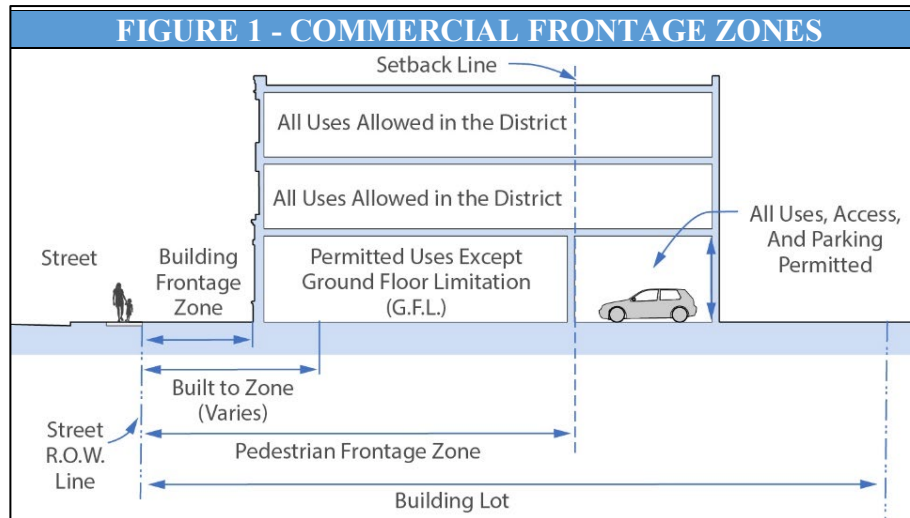 FIGURE 1 - COMMERCIAL FRONTAGE ZONES
Setback Line
All Uses Allowed in the District
All Uses Allowed in the District
Street
Building
Frontage
Zone
Permitted Uses Except
Ground Floor Limitation
(G.F.L.)
All Uses, Access,
And Parking
Permitted
Built to Zone
(Varies)
Street
R.O.W.
Line
Pedestrian Frontage Zone
Building Lot